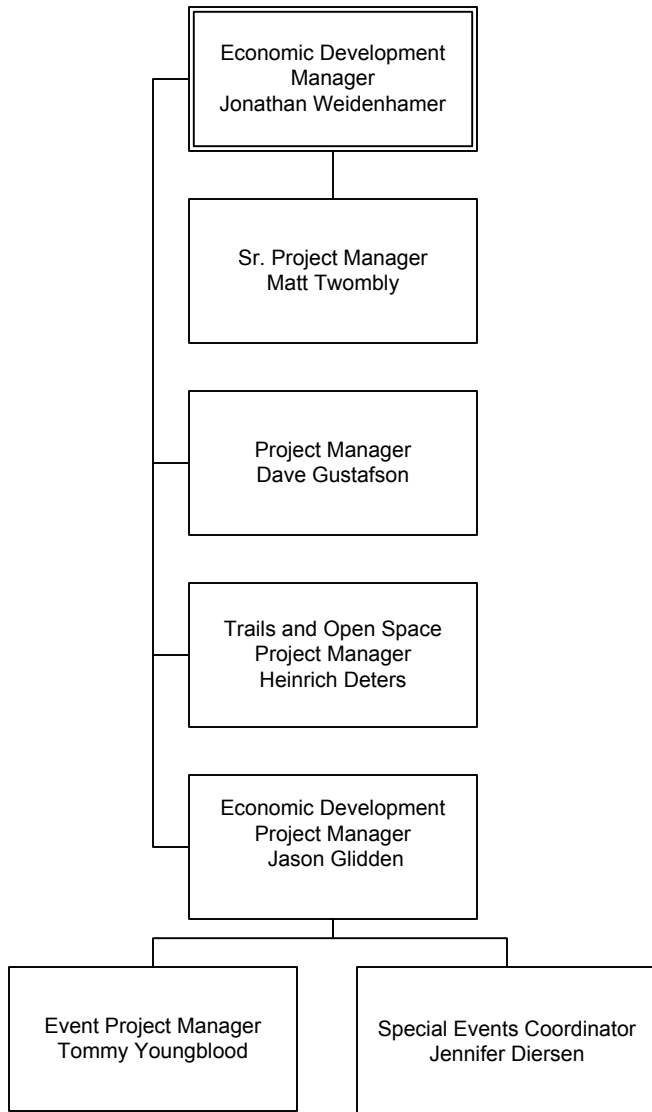 Economic Development
Manager
Jonathan Weidenhamer
Sr. Project Manager
Matt Twombly
Project Manager
Dave Gustafson
Trails and Open Space
Project Manager
Heinrich Deters
Economic Development
Project Manager
Jason Glidden
Event Project Manager
Tommy Youngblood
Special Events Coordinator
Jennifer Diersen